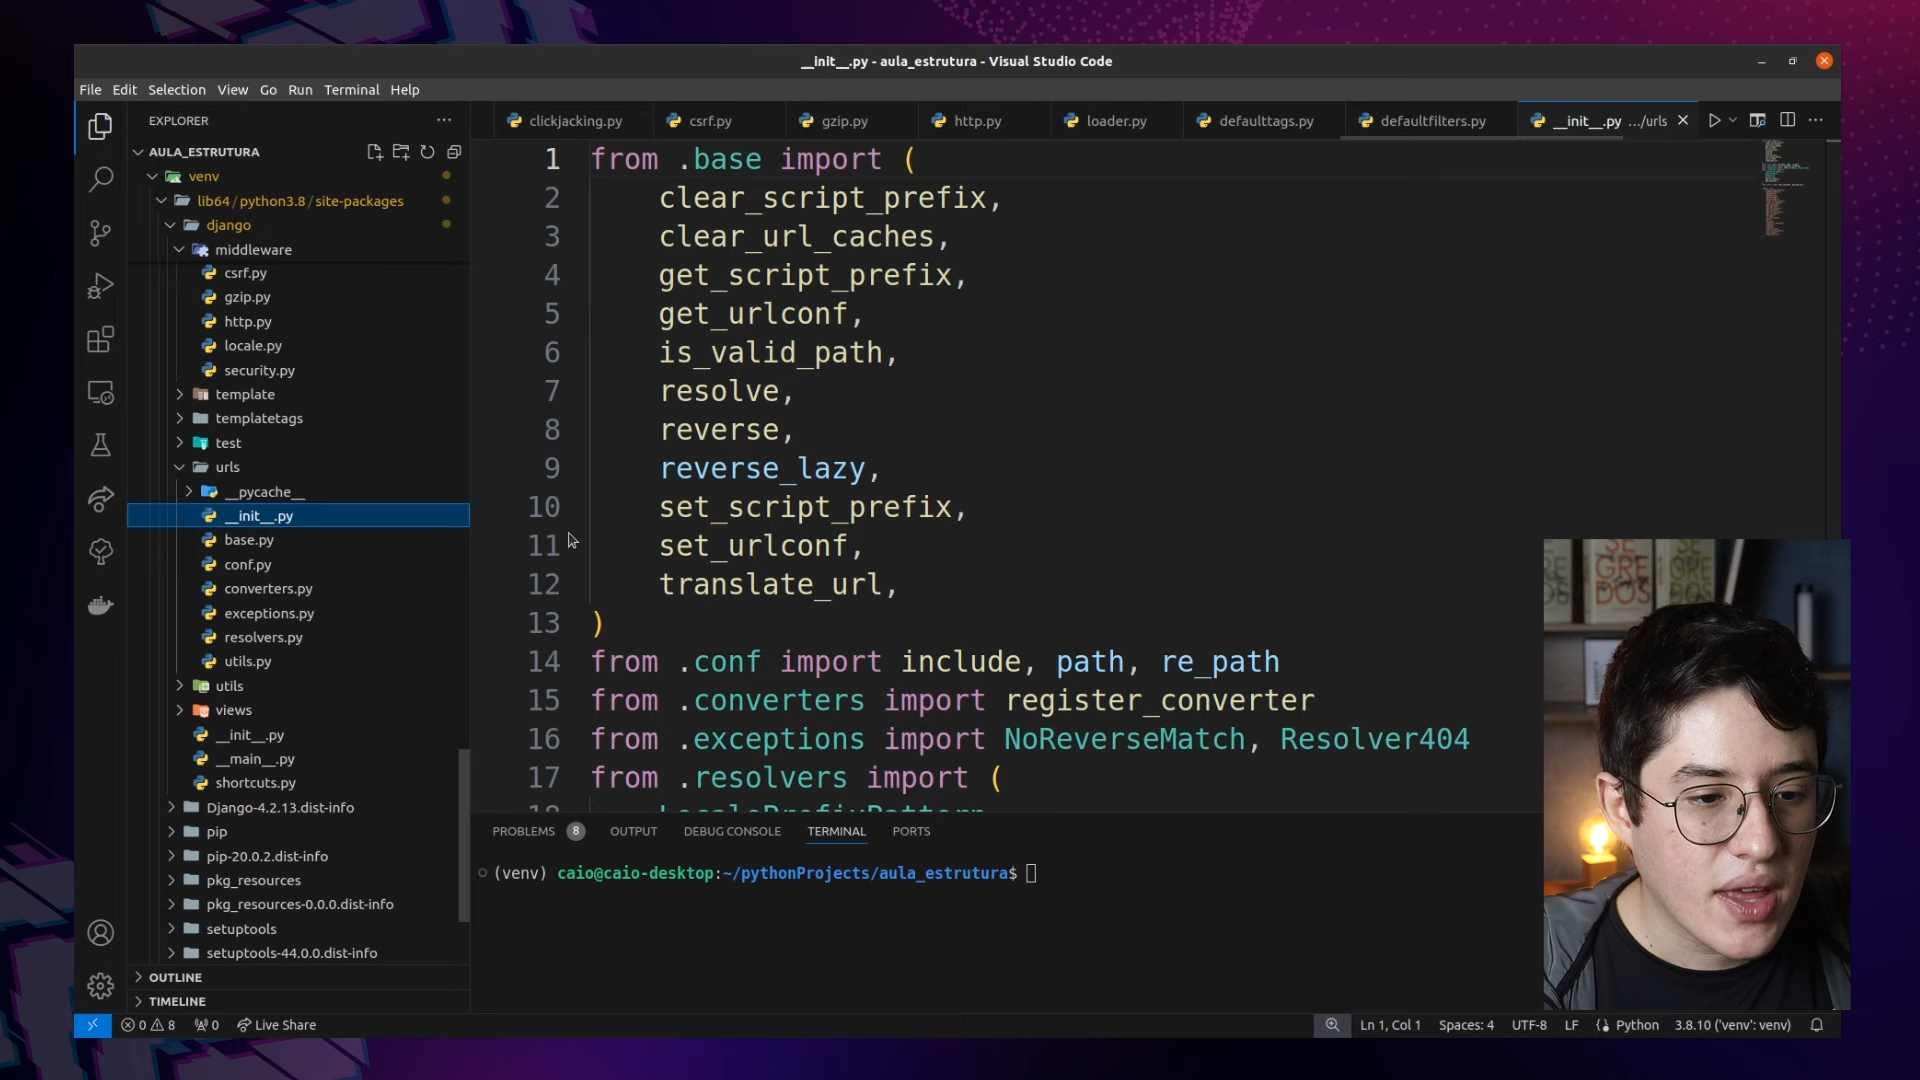 __init__.py - aula_estrutura - Visual Studio Code
File Edit Selection View Go Run Terminal Help
EXPLORER
AULA_ESTRUTURA
venv
lib64/python3.8/site-packages
django
middleware
csrf.py
gzip.py
http.py
locale.py
security.py
template
templatetags
test
urls
__pycache__
__init__.py
base.py
conf.py
converters.py
exceptions.py
resolvers.py
utils.py
utils
views
__init__.py
__main__.py
shortcuts.py
Django-4.2.13.dist-info
pip
pip-20.0.2.dist-info
pkg_resources
pkg_resources-0.0.0.dist-info
setuptools
setuptools-44.0.0.dist-info
OUTLINE
TIMELINE
clickjacking.py csrf.py gzip.py http.py loader.py defaulttags.py defaultfilters.py __init__.py .../urls
1 from .base import (
2 clear_script_prefix,
3 clear_url_caches,
4 get_script_prefix,
5 get_urlconf,
6 is_valid_path,
7 resolve,
8 reverse,
9 reverse_lazy,
10 set_script_prefix,
11 set_urlconf,
12 translate_url,
13 )
14 from .conf import include, path, re_path
15 from .converters import register_converter
16 from .exceptions import NoReverseMatch, Resolver404
17 from .resolvers import (
18 LocalePrefixPattern
PROBLEMS 8 OUTPUT DEBUG CONSOLE TERMINAL PORTS
(venv) caio@caio-desktop:~/pythonProjects/aula_estrutura$
SE
GRE
DOS
0 8 0 Live Share Ln 1, Col 1 Spaces: 4 UTF-8 LF Python 3.8.10 ('venv': venv)